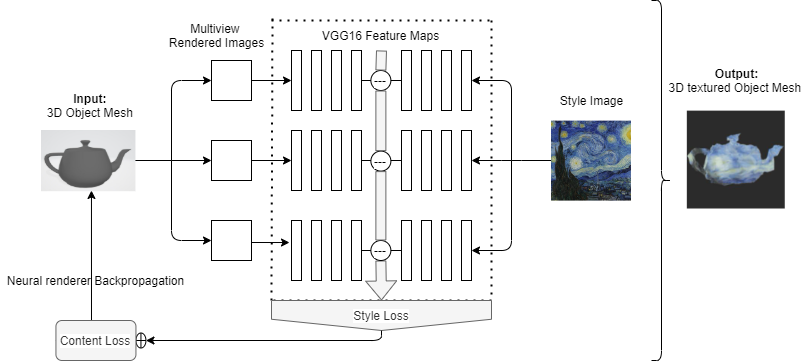 Multiview
Rendered Images
VGG16 Feature Maps
Input:
3D Object Mesh
Style Image
Output:
3D textured Object Mesh
---
---
---
Neural renderer Backpropagation
Style Loss
Content Loss